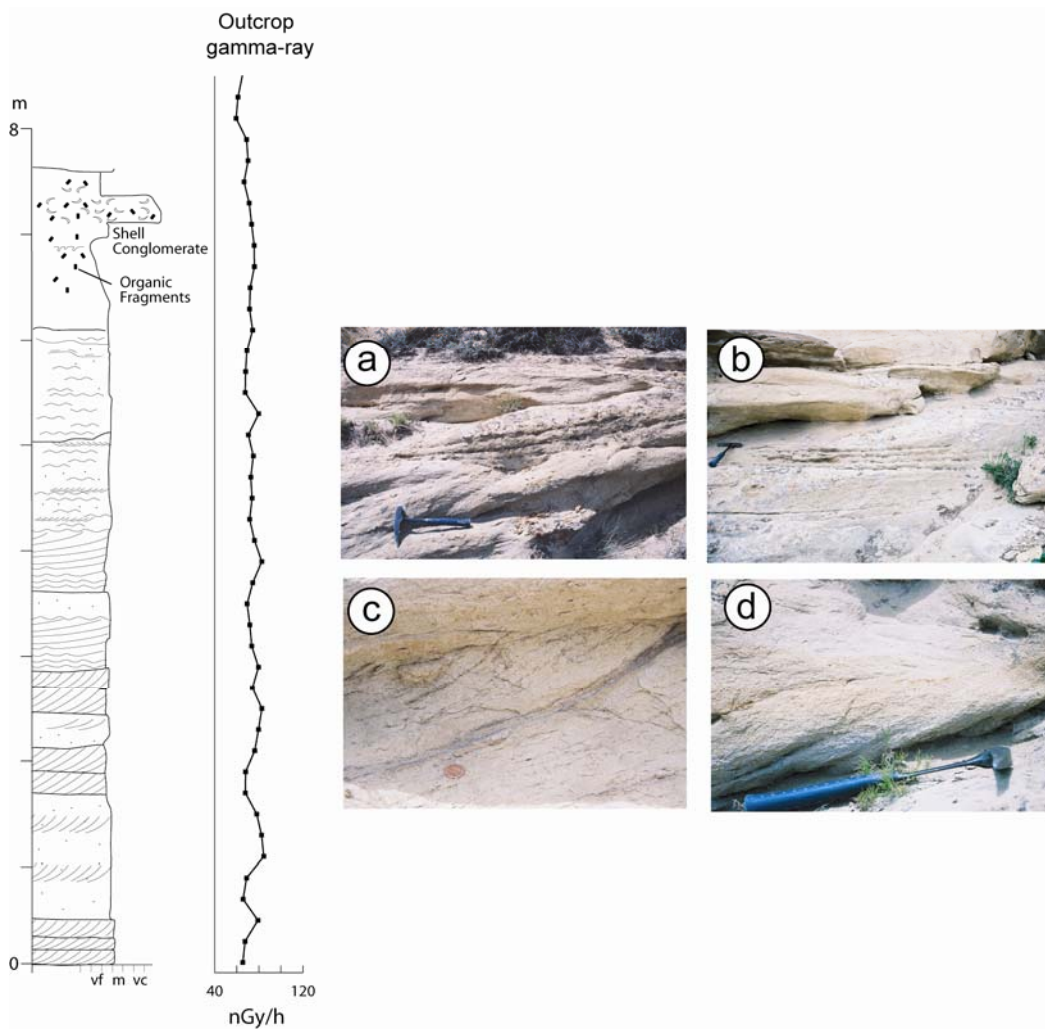 Outcrop
gamma-ray
m
8
Shell
Conglomerate
Organic
Fragments
0
vf m vc
40 120
nGy/h
a
b
c
d